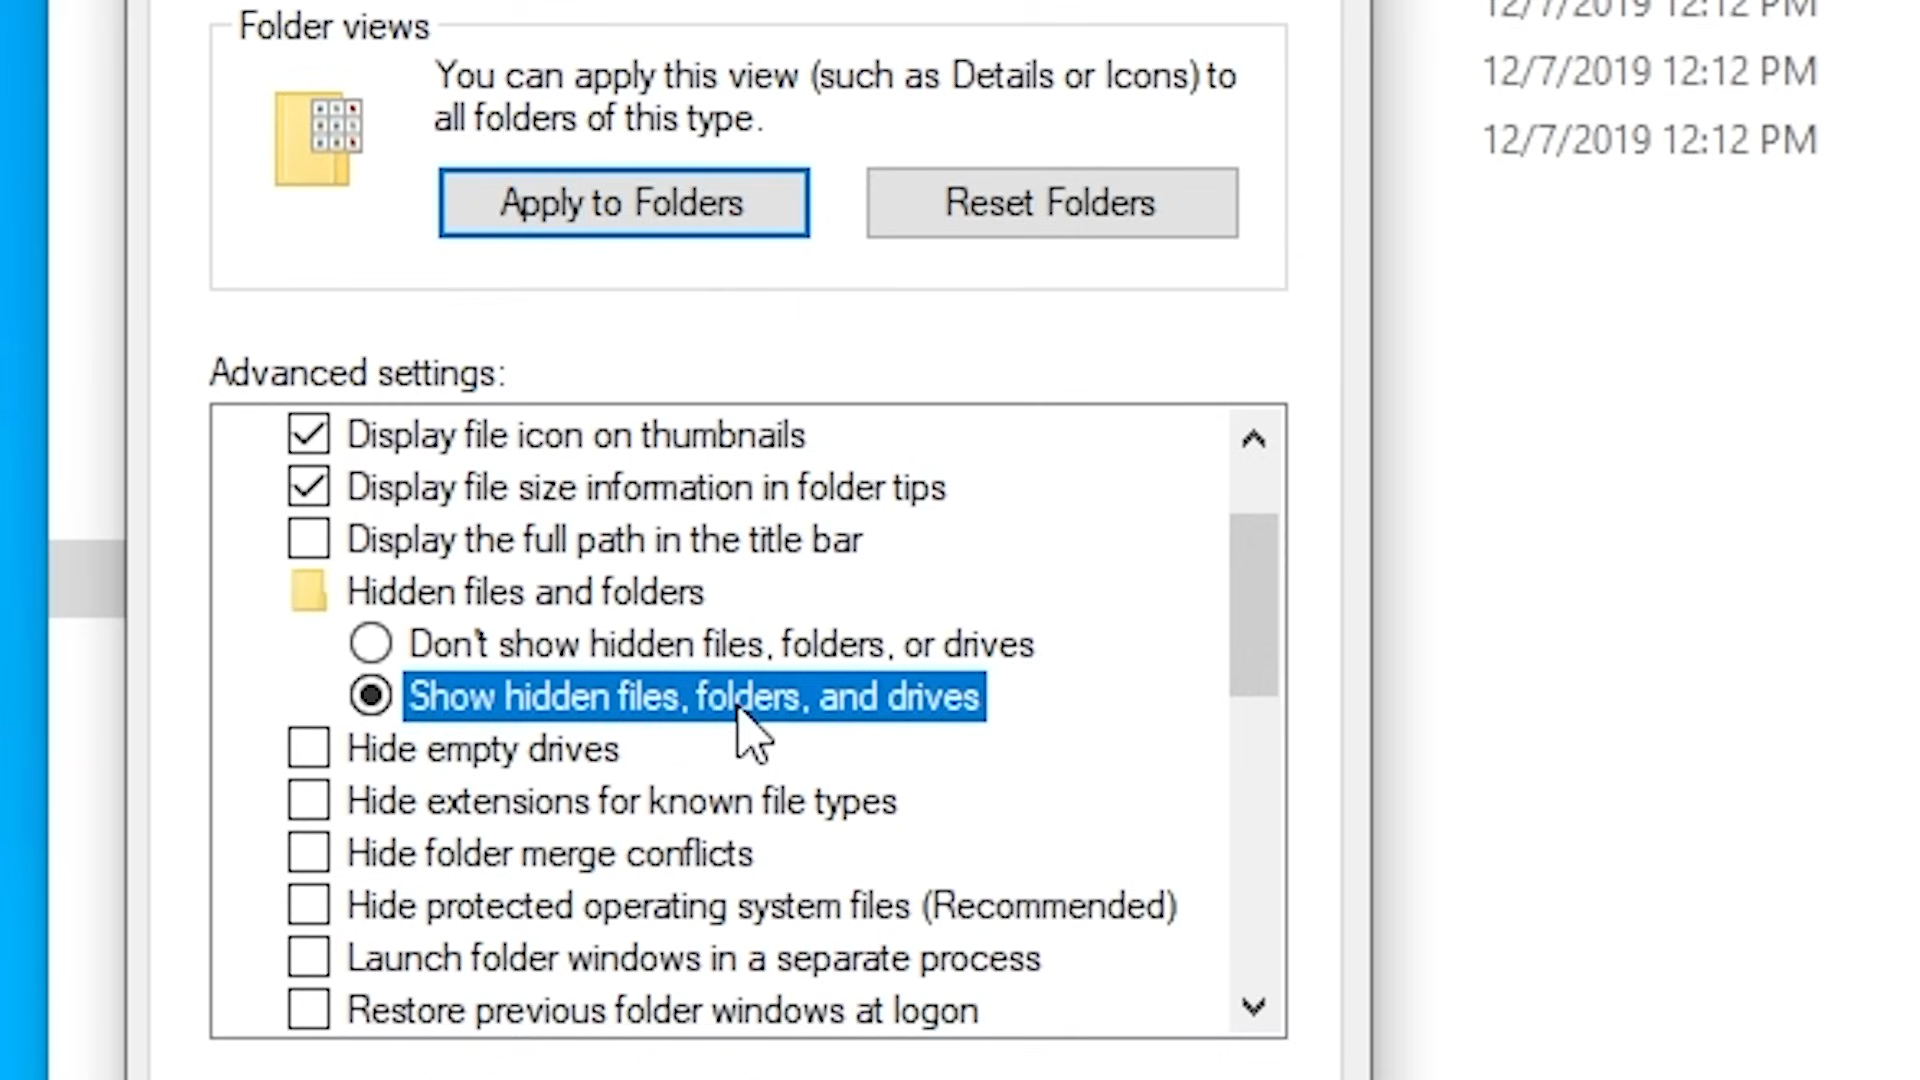 Folder views
You can apply this view (such as Details or Icons) to
all folders of this type.
Apply to Folders
Reset Folders
12/7/2019 12:12 PM
12/7/2019 12:12 PM
12/7/2019 12:12 PM
Advanced settings:
Display file icon on thumbnails
Display file size information in folder tips
Display the full path in the title bar
Hidden files and folders
Don't show hidden files, folders, or drives
Show hidden files, folders, and drives
Hide empty drives
Hide extensions for known file types
Hide folder merge conflicts
Hide protected operating system files (Recommended)
Launch folder windows in a separate process
Restore previous folder windows at logon